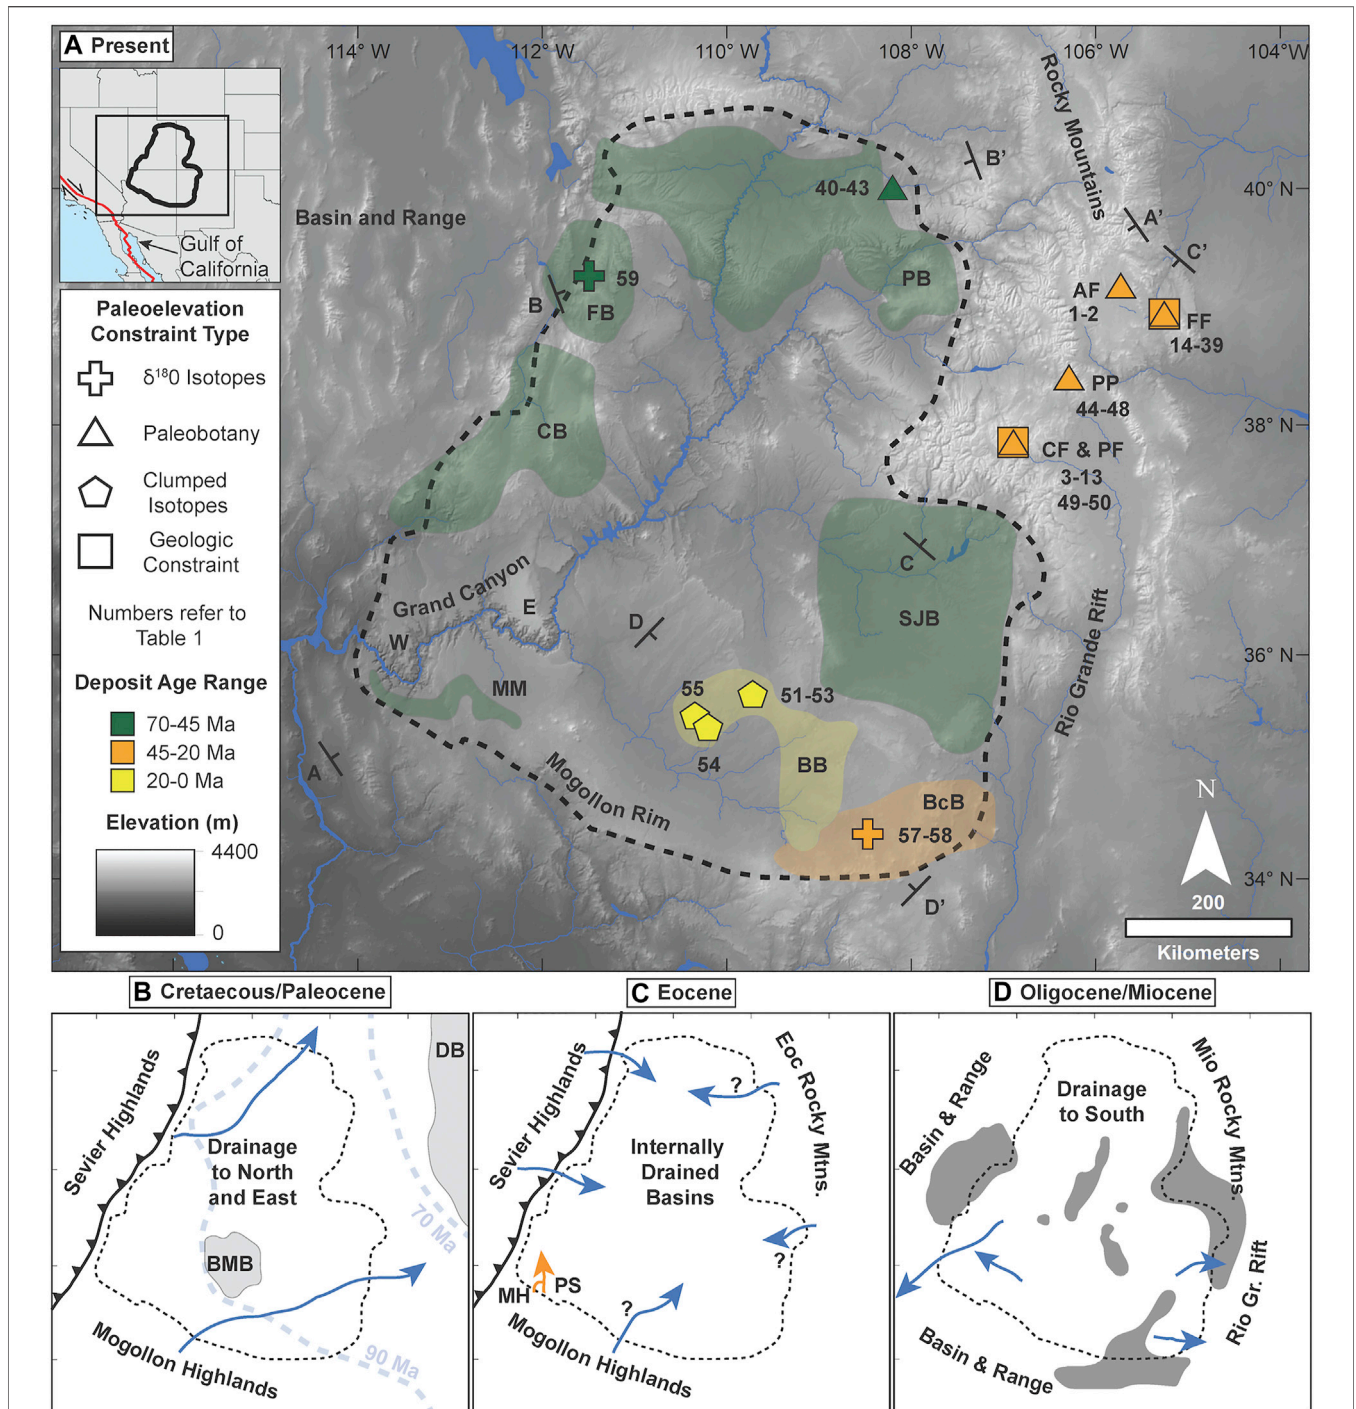 A Present
114° W
112° W
110° W
108° W
106° W
104° W
Gulf of
California
Paleoelevation
Constraint Type
δ¹⁸0 Isotopes
Paleobotany
Clumped
Isotopes
Geologic
Constraint
Numbers refer to
Table 1
Deposit Age Range
70-45 Ma
45-20 Ma
20-0 Ma
Elevation (m)
4400
0
Rocky Mountains
B'
40-43
40° N
Basin and Range
A'
C'
59
PB
B
FB
AF
1-2
FF
14-39
PP
44-48
CB
38° N
CF & PF
3-13
49-50
C
Grand Canyon
E
W
D
SJB
36° N
MM
55
51-53
54
Rio Grande Rift
A
BB
Mogollon Rim
BcB
57-58
34° N
D'
N
200
Kilometers
B Cretaecous/Paleocene
DB
Sevier Highlands
Drainage
to North
and East
70 Ma
BMB
90 Ma
Mogollon Highlands
C Eocene
Sevier Highlands
?
Eoc Rocky Mtns
Internally
Drained
Basins
?
MH
PS
?
Mogollon Highlands
D Oligocene/Miocene
Basin & Range
Drainage
to South
Mio Rocky Mtns
Rio Gr. Rift
Basin & Range